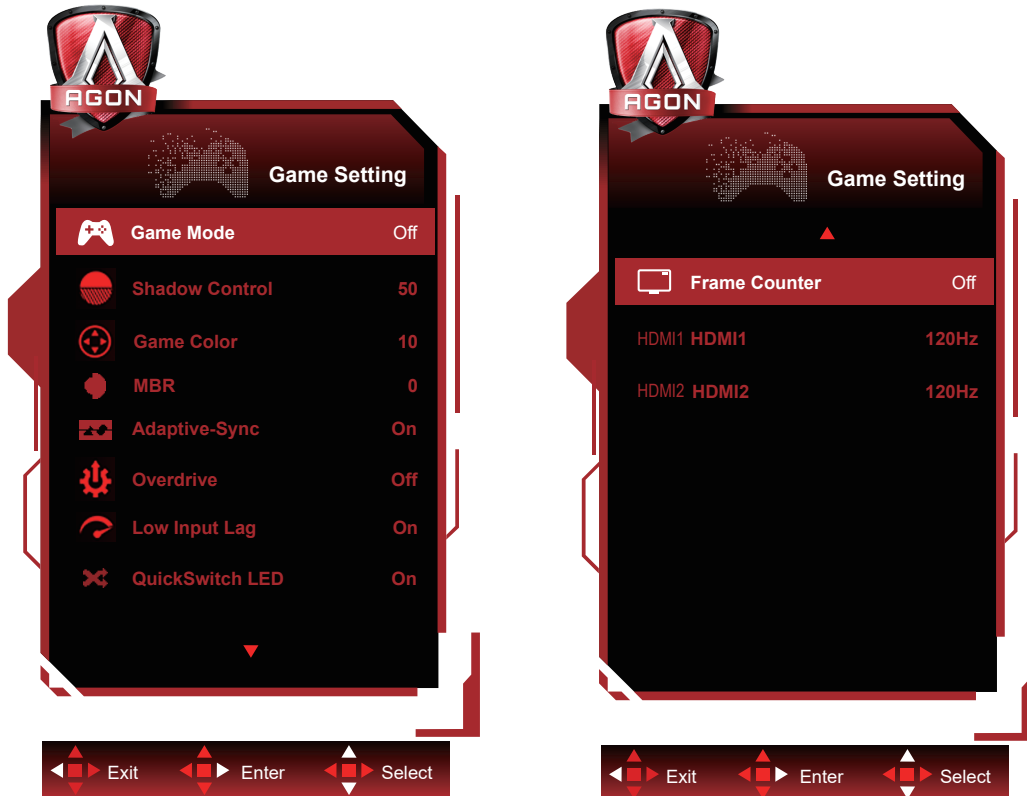 AGON
Game Setting
Game Mode Off
Shadow Control 50
Game Color 10
MBR 0
Adaptive-Sync On
Overdrive Off
Low Input Lag On
QuickSwitch LED On
Exit Enter Select
AGON
Game Setting
Frame Counter Off
HDMI1 HDMI1 120Hz
HDMI2 HDMI2 120Hz
Exit Enter Select